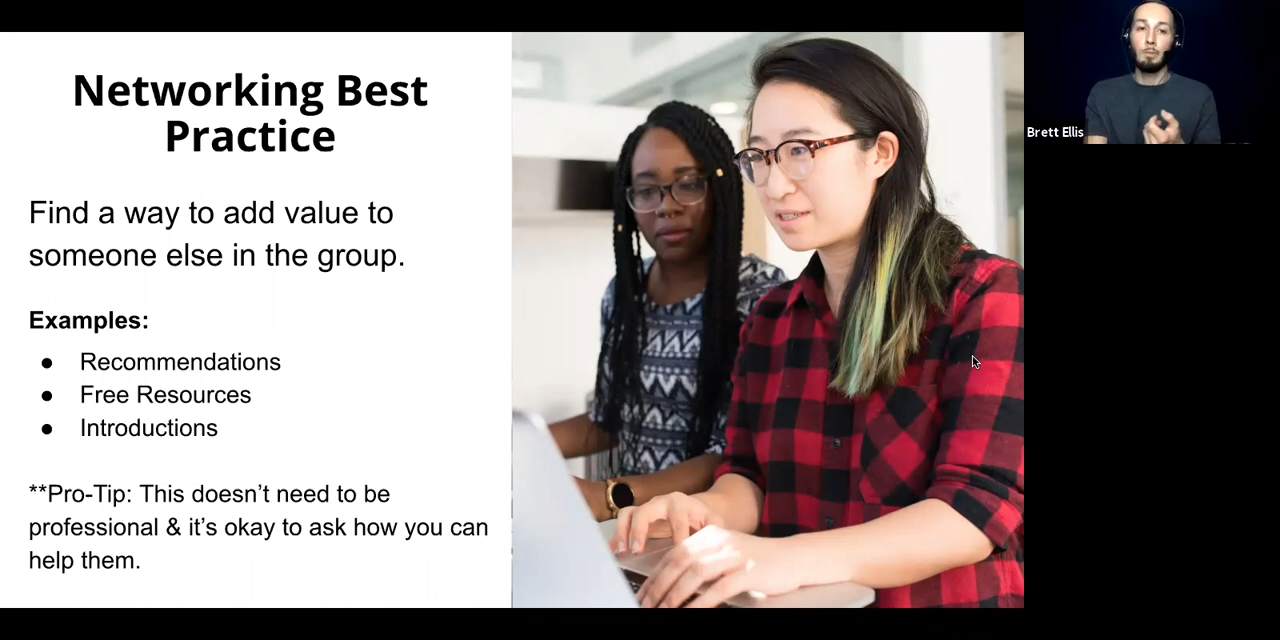 Networking Best
Practice
Find a way to add value to
someone else in the group.
Examples:
● Recommendations
● Free Resources
● Introductions
**Pro-Tip: This doesn’t need to be
professional & it’s okay to ask how you can
help them.
Brett Ellis